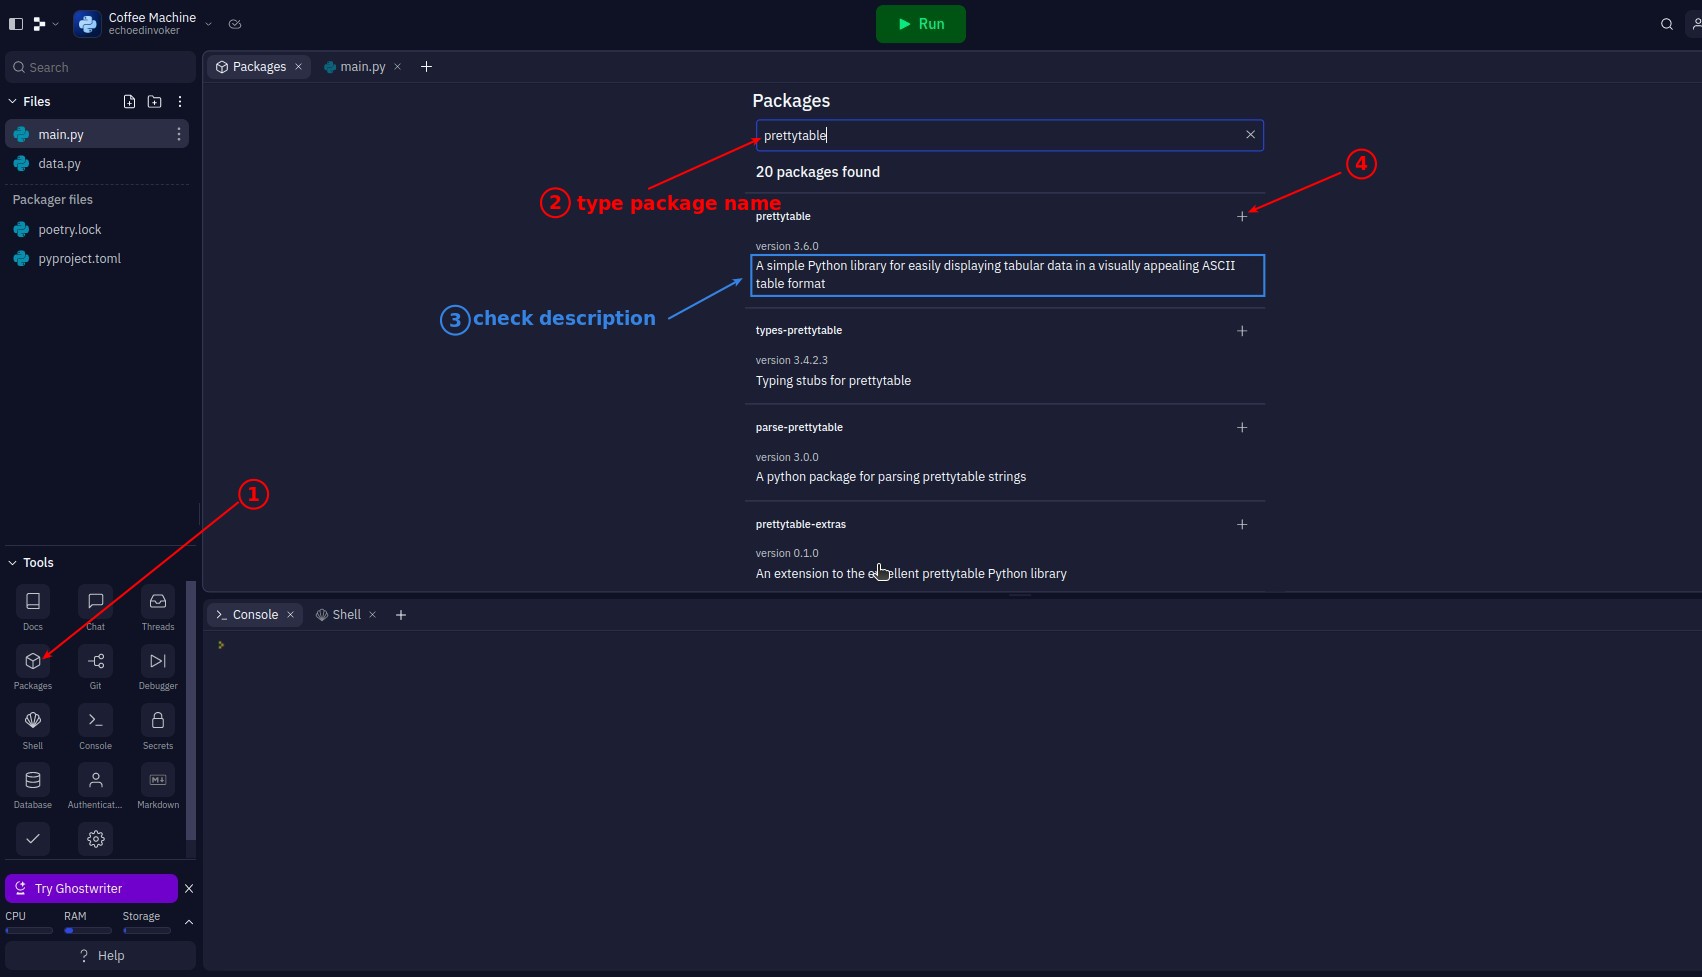 Coffee Machine
echoedinvoker
Run
Search
Packages
main.py
Files
main.py
data.py
Packager files
poetry.lock
pyproject.toml
Packages
prettytable
20 packages found
4
2 type package name
prettytable
version 3.6.0
A simple Python library for easily displaying tabular data in a visually appealing ASCII
table format
3 check description
types-prettytable
version 3.4.2.3
Typing stubs for prettytable
parse-prettytable
version 3.0.0
A python package for parsing prettytable strings
prettytable-extras
version 0.1.0
An extension to the excellent prettytable Python library
1
Tools
Docs
Chat
Threads
Packages
Git
Debugger
Shell
Console
Secrets
Database
Authenticat...
Markdown
Console
Shell
Try Ghostwriter
CPU
RAM
Storage
? Help